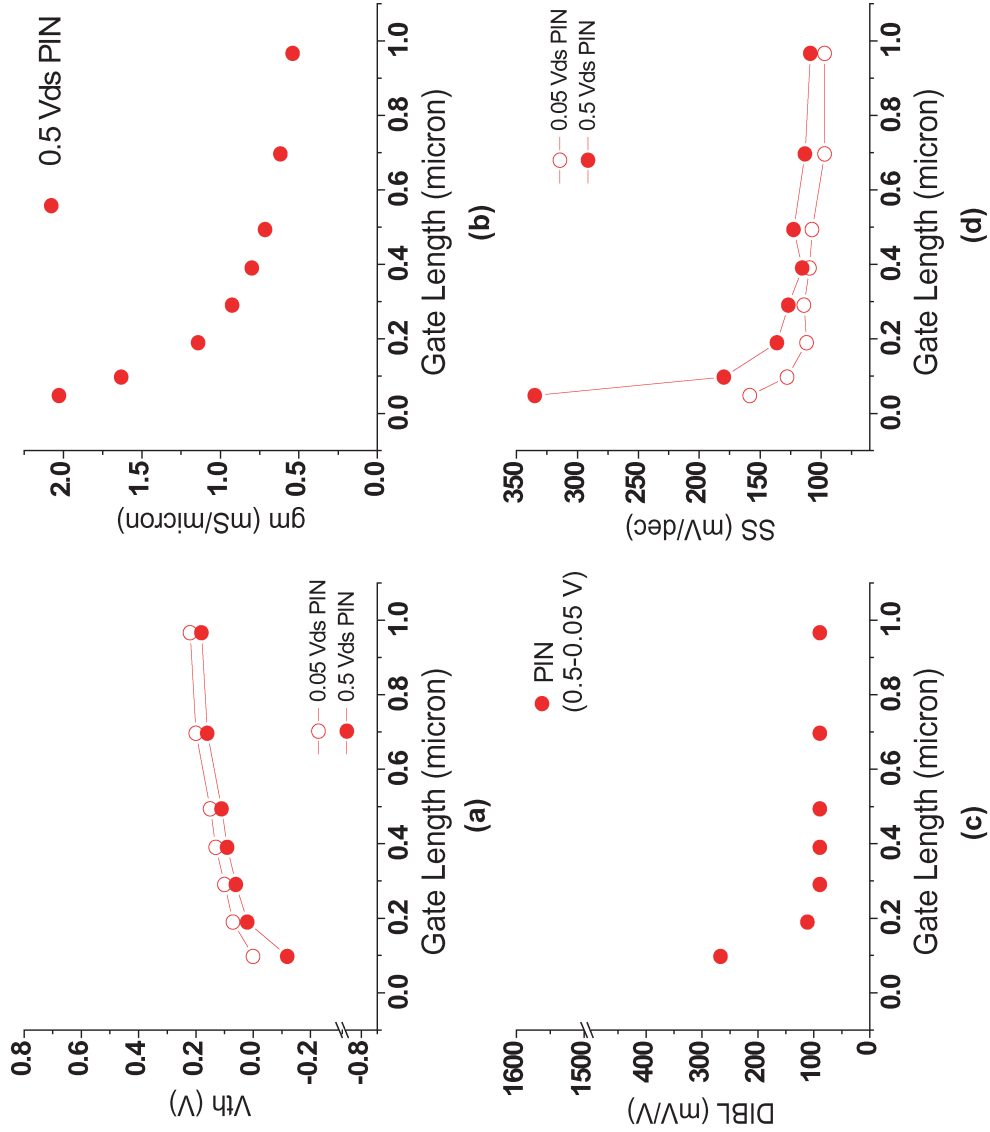 0.8
0.6
0.4
0.2
0.0
-0.2
-0.8
Vth (V)
0.05 Vds PIN
0.5 Vds PIN
0.0 0.2 0.4 0.6 0.8 1.0
Gate Length (micron)
(a)
2.0
1.5
1.0
0.5
0.0
gm (mS/micron)
0.5 Vds PIN
0.0 0.2 0.4 0.6 0.8 1.0
Gate Length (micron)
(b)
1600
1500
400
300
200
100
0
DIBL (mV/V)
PIN
(0.5-0.05 V)
0.0 0.2 0.4 0.6 0.8 1.0
Gate Length (micron)
(c)
350
300
250
200
150
100
SS (mV/dec)
0.05 Vds PIN
0.5 Vds PIN
0.0 0.2 0.4 0.6 0.8 1.0
Gate Length (micron)
(d)